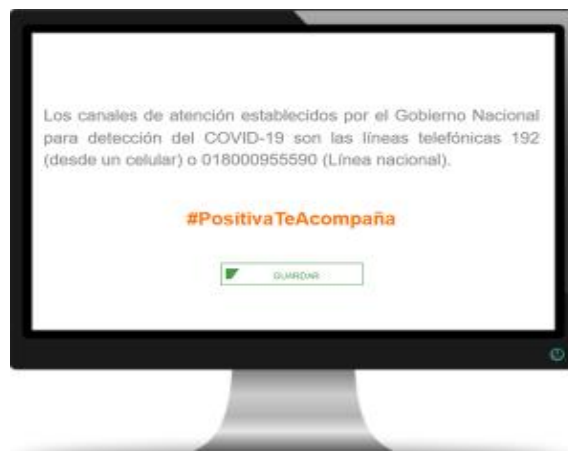 Los canales de atención establecidos por el Gobierno Nacional
para detección del COVID-19 son las líneas telefónicas 192
(desde un celular) o 018000955590 (Línea nacional).
#PositivaTeAcompaña
GUARDAR